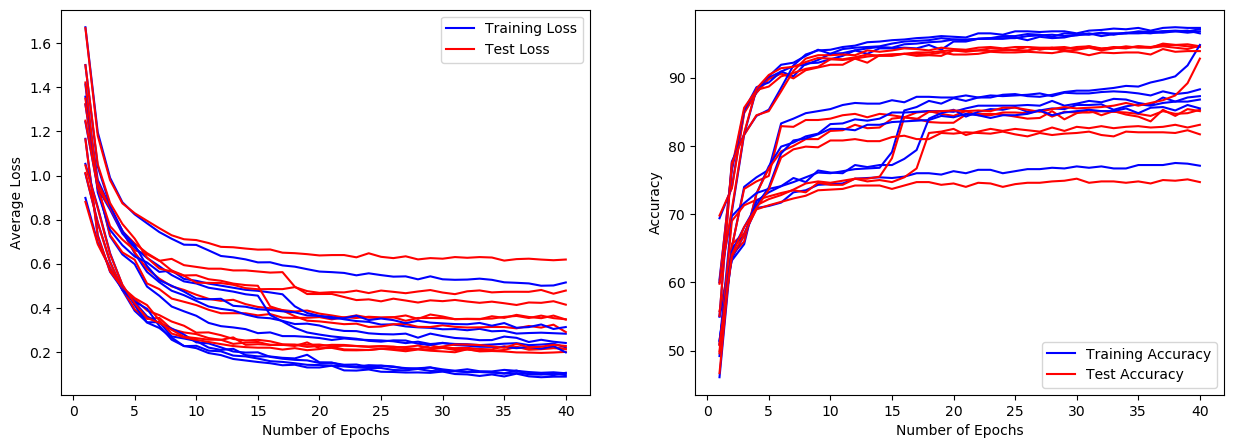 Training Loss
Test Loss
1.6
1.4
1.2
1.0
0.8
0.6
0.4
0.2
Average Loss
0 5 10 15 20 25 30 35 40
Number of Epochs
90
80
70
60
50
Accuracy
Training Accuracy
Test Accuracy
0 5 10 15 20 25 30 35 40
Number of Epochs